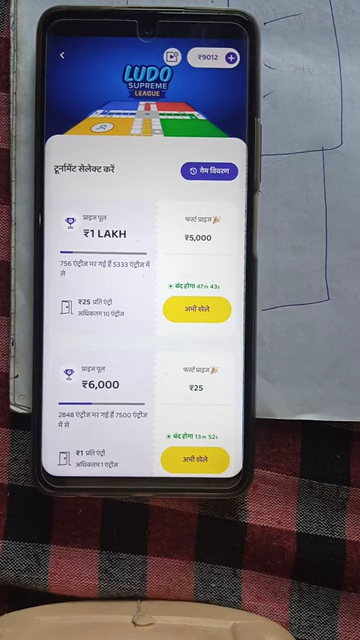 ₹9012
LUDO
SUPREME
LEAGUE
टूर्नामेंट सेलेक्ट करें
गेम विवरण
प्राइज पूल
₹1 LAKH
फर्स्ट प्राइज
₹5,000
756 एंट्रीज भर गई हैं 5333 एंट्रीज में
से
बंद होगा 47m 43s
₹25 प्रति एंट्री
अधिकतम 10 एंट्रीज
अभी खेले
प्राइज पूल
₹6,000
फर्स्ट प्राइज
₹25
2848 एंट्रीज भर गई हैं 7500 एंट्रीज
में से
बंद होगा 13m 52s
₹1 प्रति एंट्री
अधिकतम 1 एंट्रीज
अभी खेले